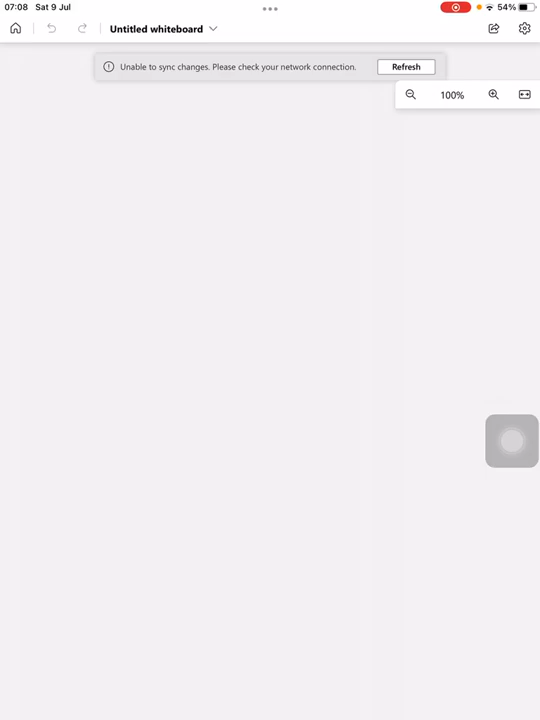 07:08 Sat 9 Jul 54%
Untitled whiteboard
Unable to sync changes. Please check your network connection. Refresh
100%